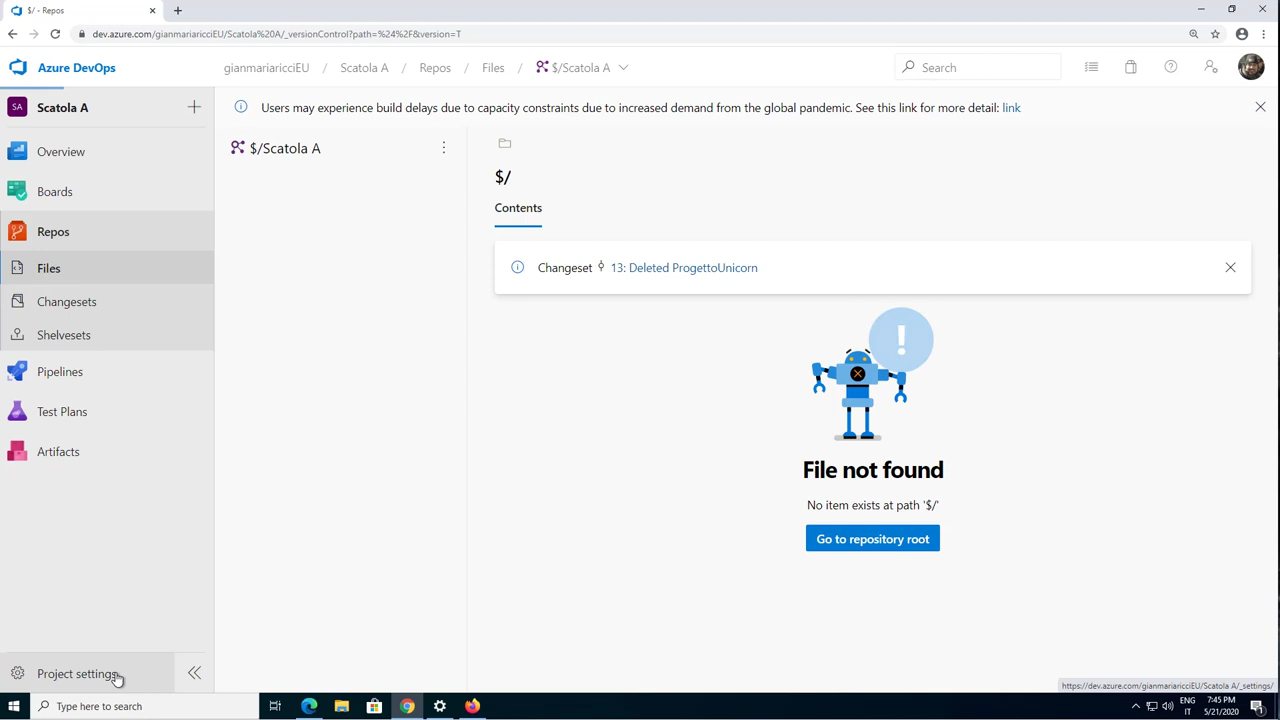 $/ - Repos
dev.azure.com/gianmariaricciEU/Scatola%20A/_versionControl?path=%24%2F&version=T
Azure DevOps
gianmariaricciEU / Scatola A / Repos / Files / $/Scatola A
Search
SA Scatola A
Users may experience build delays due to capacity constraints due to increased demand from the global pandemic. See this link for more detail: link
Overview
Boards
Repos
Files
Changesets
Shelvesets
Pipelines
Test Plans
Artifacts
Project settings
$/Scatola A
$/
Contents
Changeset 13: Deleted ProgettoUnicorn
File not found
No item exists at path '$/'
Go to repository root
https://dev.azure.com/gianmariaricciEU/Scatola A/_settings/
Type here to search
ENG
IT
7:45 PM
5/21/2020
1